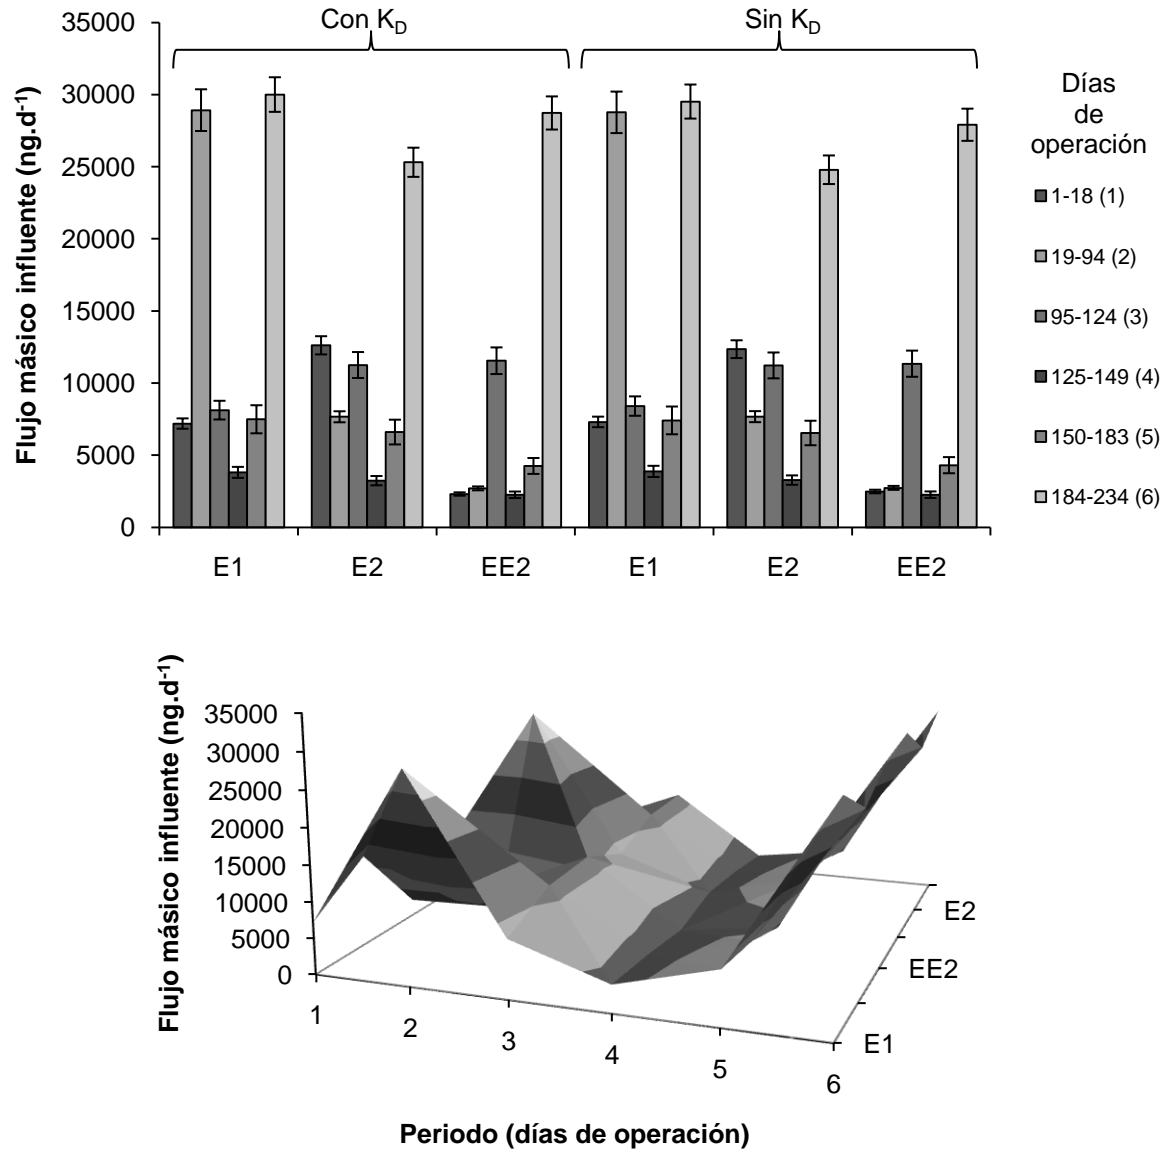 Con K_D
Sin K_D
Flujo másico influente (ng.d⁻¹)
35000
30000
25000
20000
15000
10000
5000
0
E1
E2
EE2
E1
E2
EE2
Días
de
operación
1-18 (1)
19-94 (2)
95-124 (3)
125-149 (4)
150-183 (5)
184-234 (6)
Flujo másico influente (ng.d⁻¹)
35000
30000
25000
20000
15000
10000
5000
0
1
2
3
4
5
6
E2
EE2
E1
Periodo (días de operación)